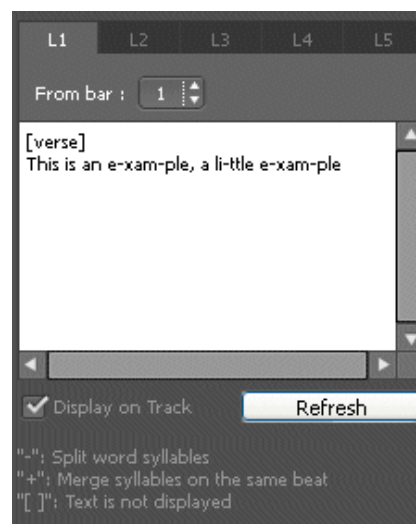 L1 L2 L3 L4 L5
From bar : 1
[verse]
This is an e-xam-ple, a li-ttle e-xam-ple
Display on Track Refresh
"-": Split word syllables
"+": Merge syllables on the same beat
"[ ]": Text is not displayed